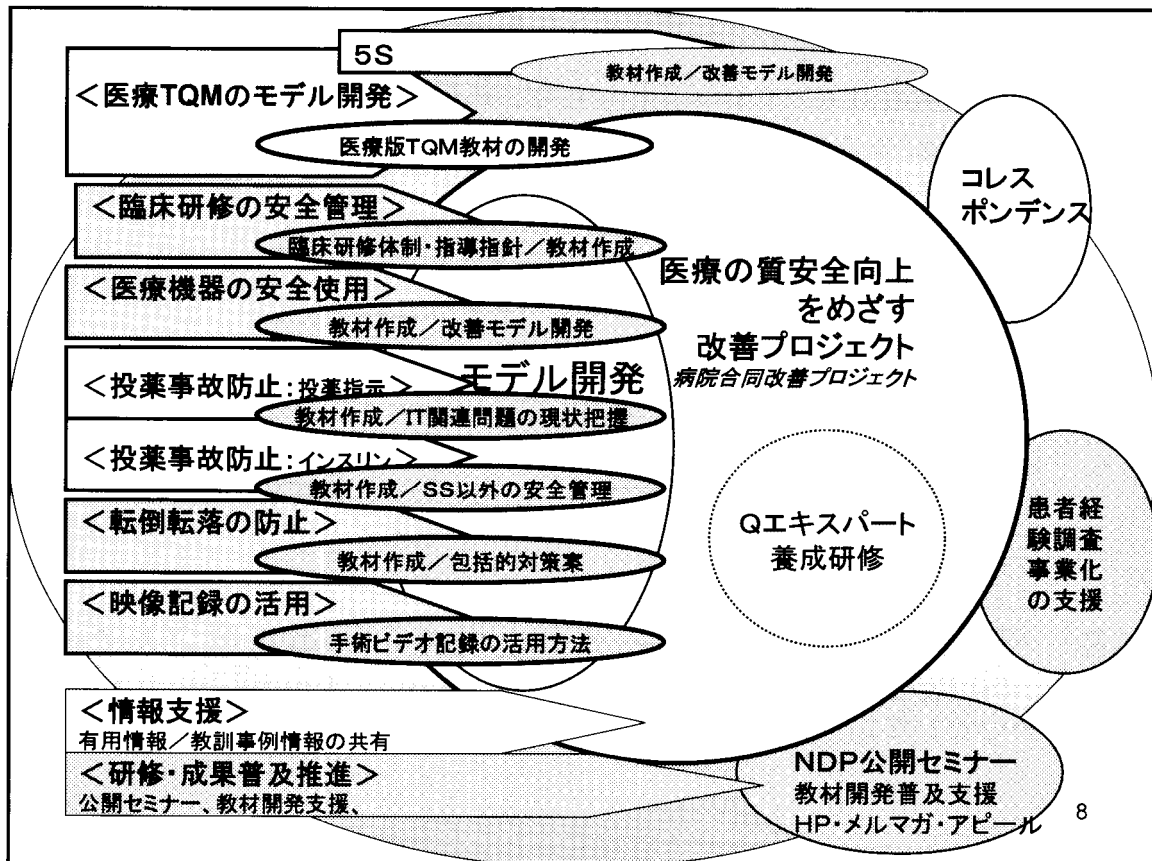 5S
教材作成/改善モデル開発
<医療TQMのモデル開発>
医療版TQM教材の開発
<臨床研修の安全管理>
臨床研修体制・指導指針/教材作成
<医療機器の安全使用>
教材作成/改善モデル開発
<投薬事故防止:投薬指示>
教材作成/IT関連問題の現状把握
<投薬事故防止:インスリン>
教材作成/SS以外の安全管理
<転倒転落の防止>
教材作成/包括的対策案
<映像記録の活用>
手術ビデオ記録の活用方法
<情報支援>
有用情報/教訓事例情報の共有
<研修・成果普及推進>
公開セミナー、教材開発支援、
モデル開発
医療の質安全向上
をめざす
改善プロジェクト
病院合同改善プロジェクト
Qエキスパート
養成研修
コレス
ポンデンス
患者経
験調査
事業化
の支援
NDP公開セミナー
教材開発普及支援
HP・メルマガ・アピール
8